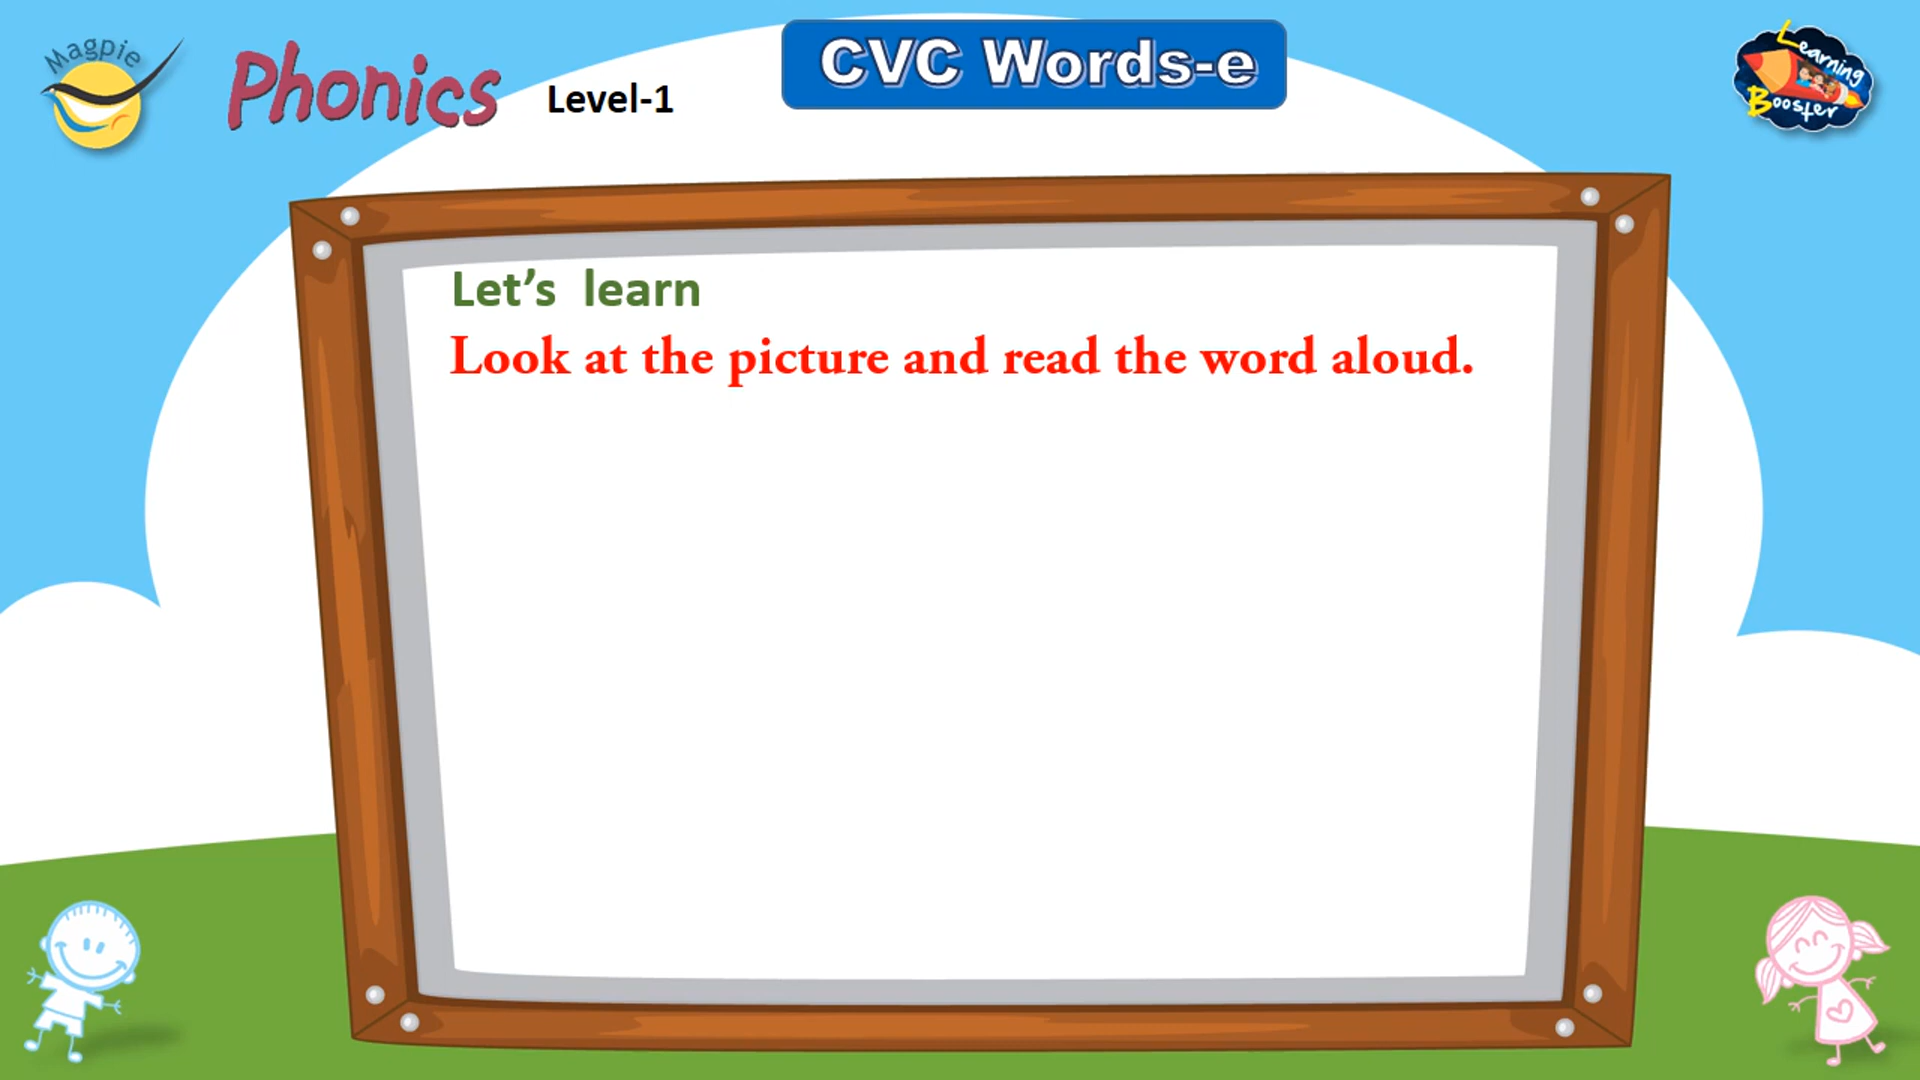 Magpie
Phonics
Level-1
CVC Words-e
Learning
Booster
Let's learn
Look at the picture and read the word aloud.